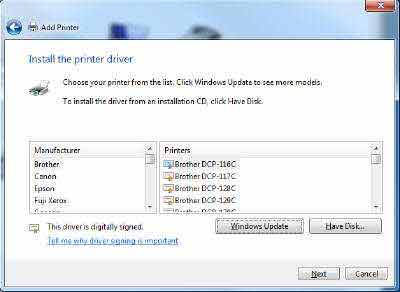 Add Printer
Install the printer driver
Choose your printer from the list. Click Windows Update to see more models.
To install the driver from an installation CD, click Have Disk.
Manufacturer
Brother
Canon
Epson
Fuji Xerox
Printers
Brother DCP-116C
Brother DCP-117C
Brother DCP-128C
Brother DCP-129C
This driver is digitally signed.
Tell me why driver signing is important
Windows Update
Have Disk...
Next
Cancel